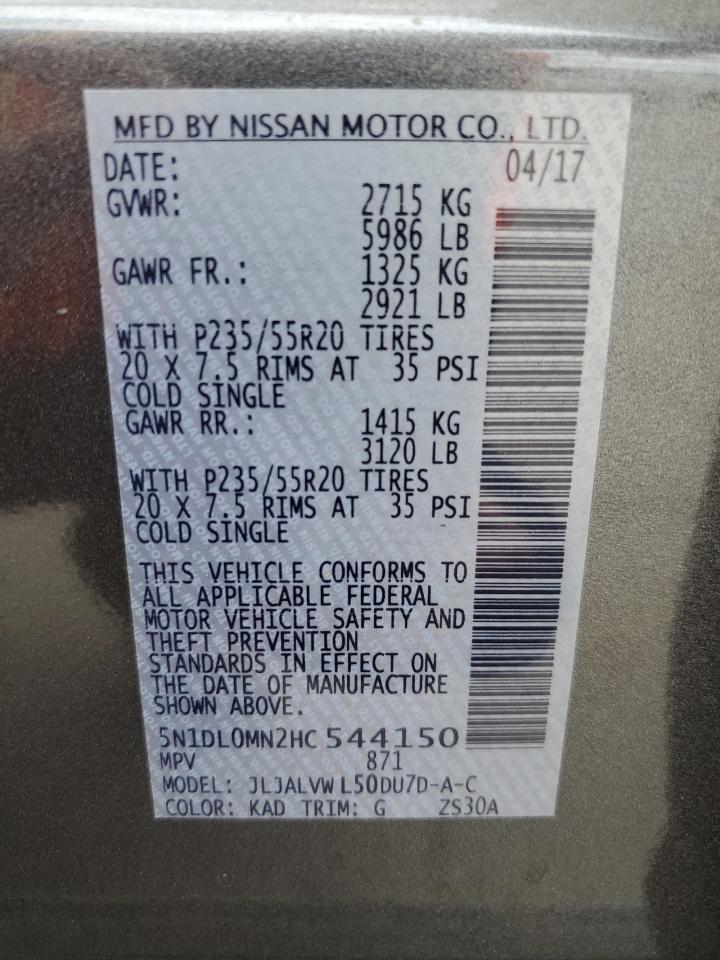 MFD BY NISSAN MOTOR CO., LTD.
DATE: 04/17
GVWR: 2715 KG
5986 LB
GAWR FR.: 1325 KG
2921 LB
WITH P235/55R20 TIRES
20 X 7.5 RIMS AT 35 PSI
COLD SINGLE
GAWR RR.: 1415 KG
3120 LB
WITH P235/55R20 TIRES
20 X 7.5 RIMS AT 35 PSI
COLD SINGLE
THIS VEHICLE CONFORMS TO
ALL APPLICABLE FEDERAL
MOTOR VEHICLE SAFETY AND
THEFT PREVENTION
STANDARDS IN EFFECT ON
THE DATE OF MANUFACTURE
SHOWN ABOVE.
5N1DL0MN2HC 544150
MPV 871
MODEL: JLJALVW L50DU7D-A-C
COLOR: KAD TRIM: G ZS30A